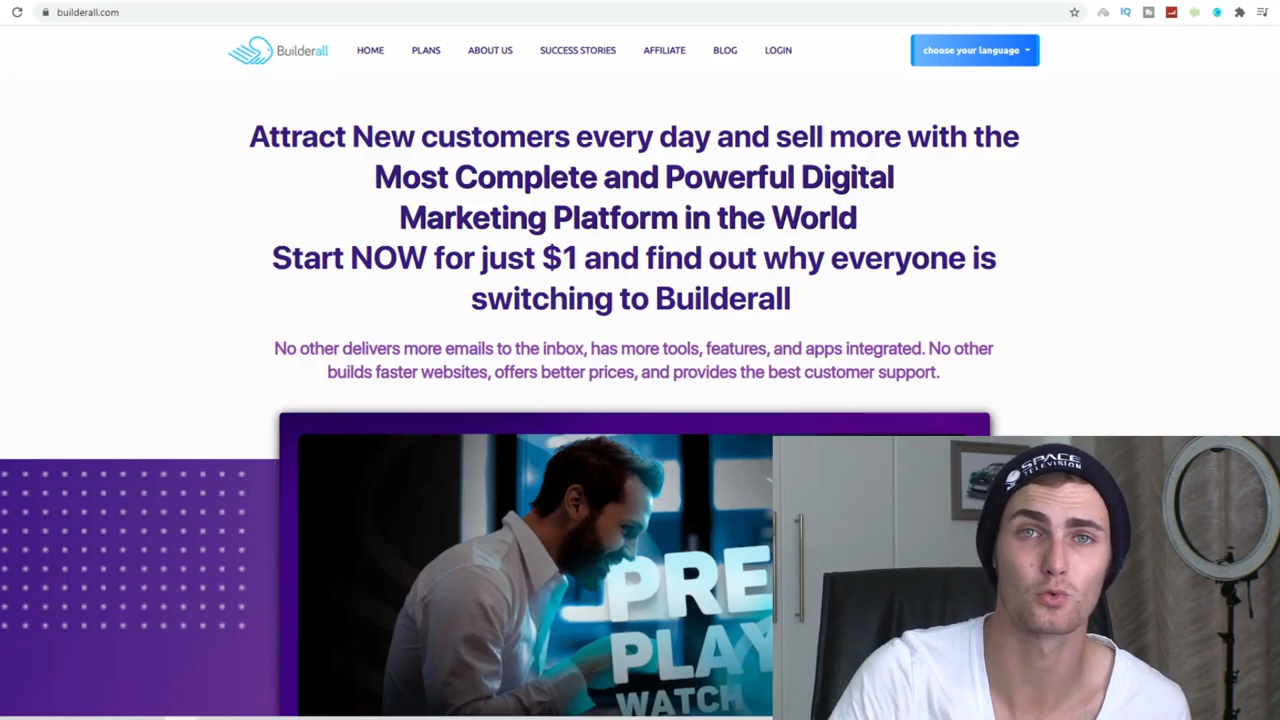 builderall.com
Builderall
HOME
PLANS
ABOUT US
SUCCESS STORIES
AFFILIATE
BLOG
LOGIN
choose your language
Attract New customers every day and sell more with the
Most Complete and Powerful Digital
Marketing Platform in the World
Start NOW for just $1 and find out why everyone is
switching to Builderall
No other delivers more emails to the inbox, has more tools, features, and apps integrated. No other
builds faster websites, offers better prices, and provides the best customer support.
PRE
PLAY
WATCH
SPACE
TELEVISION
IQ